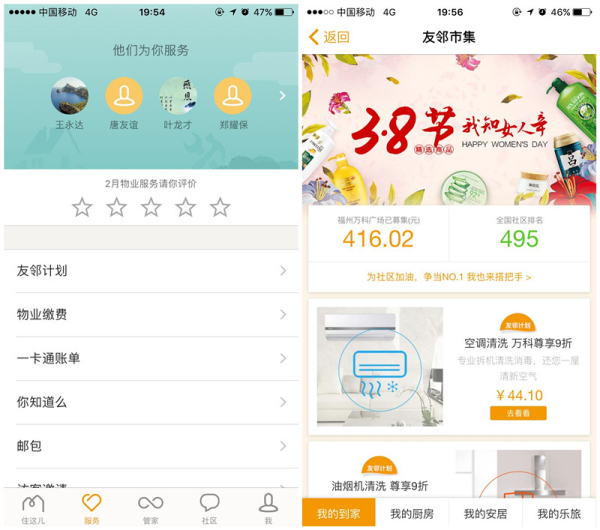 中国移动 4G 19:54 47%
他们为你服务
王永达 唐友谊 叶龙才 郑耀保
2月物业服务请你评价
友邻计划
物业缴费
一卡通账单
你知道么
邮包
访客邀请
住这儿 服务 管家 社区 我
中国移动 4G 19:56 46%
返回 友邻市集
3.8节 我知女人辛
精选商品 HAPPY WOMEN'S DAY
福州万科广场已募集(元) 全国社区排名
416.02 495
为社区加油，争当NO.1 我也来搭把手 >
友邻计划
空调清洗 万科尊享9折
专业拆机清洗消毒，还您一屋
清新空气
￥44.10
去看看
友邻计划
油烟机清洗 尊享9折
我的到家 我的厨房 我的安居 我的乐旅